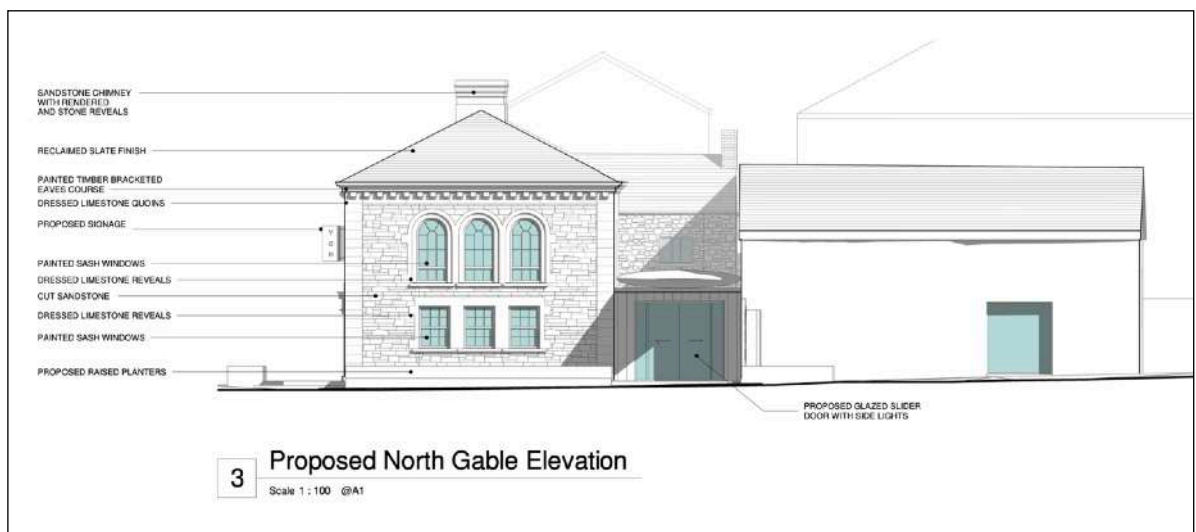 SANDSTONE CHIMNEY
WITH RENDERED
AND STONE REVEALS
RECLAIMED SLATE FINISH
PAINTED TIMBER BRACKETED
EAVES COURSE
DRESSED LIMESTONE QUOINS
PROPOSED SIGNAGE
PAINTED SASH WINDOWS
DRESSED LIMESTONE REVEALS
CUT SANDSTONE
DRESSED LIMESTONE REVEALS
PAINTED SASH WINDOWS
PROPOSED RAISED PLANTERS
PROPOSED GLAZED SLIDER
DOOR WITH SIDE LIGHTS
3
Proposed North Gable Elevation
Scale 1 : 100 @A1